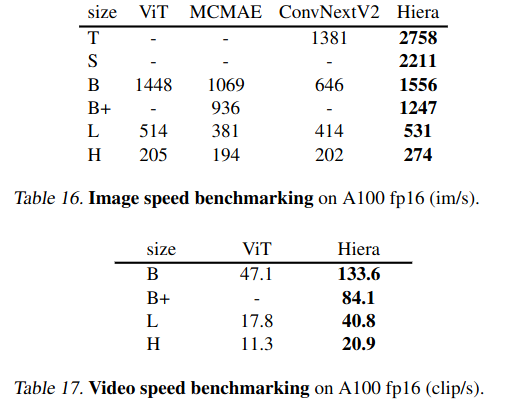 size ViT MCMAE ConvNextV2 Hiera
T - - 1381 2758
S - - - 2211
B 1448 1069 646 1556
B+ - 936 - 1247
L 514 381 414 531
H 205 194 202 274
Table 16. Image speed benchmarking on A100 fp16 (im/s).
size ViT Hiera
B 47.1 133.6
B+ - 84.1
L 17.8 40.8
H 11.3 20.9
Table 17. Video speed benchmarking on A100 fp16 (clip/s).